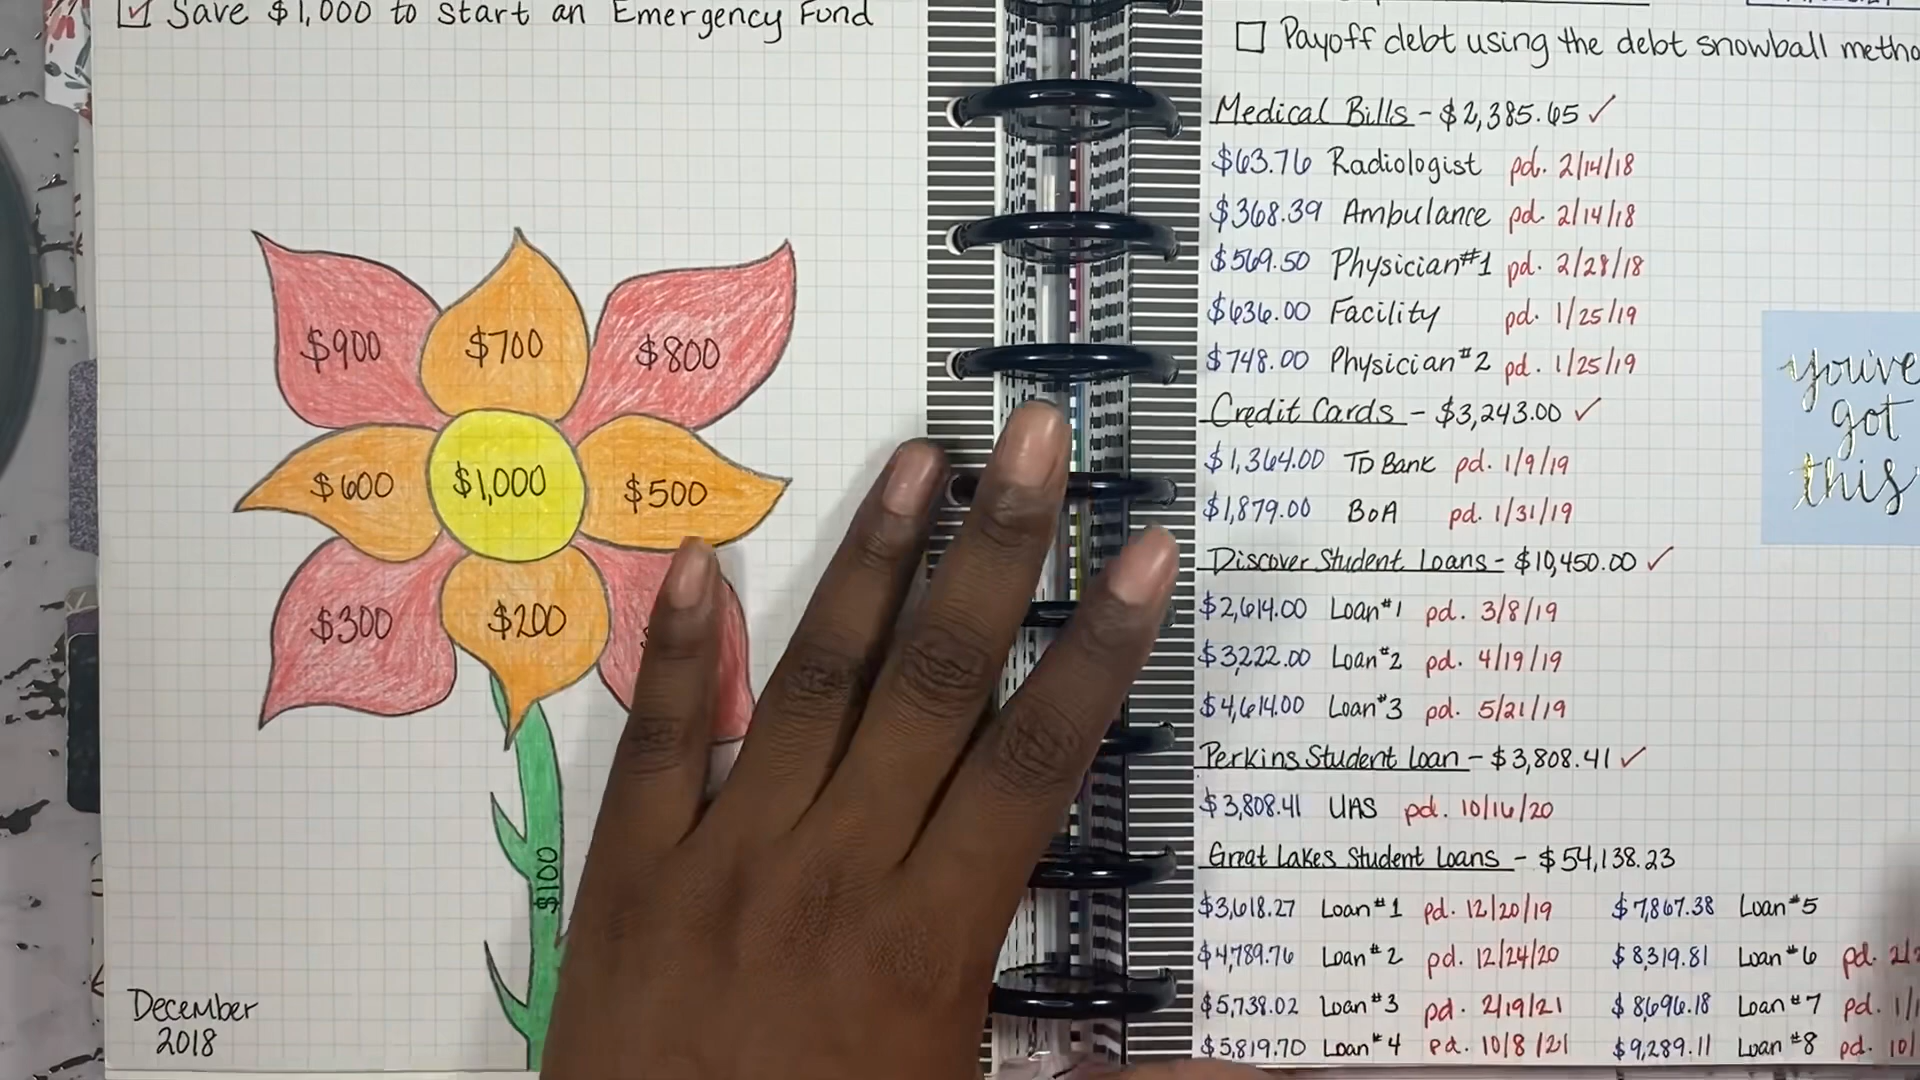 Save $1,000 to start an Emergency Fund
$900
$700
$800
$600
$1,000
$500
$300
$200
$100
December
2018
Payoff debt using the debt snowball metho
Medical Bills - $2,385.65 ✓
$63.76 Radiologist pd. 2/14/18
$368.39 Ambulance pd. 2/14/18
$569.50 Physician #1 pd. 2/28/18
$636.00 Facility pd. 1/25/19
$748.00 Physician #2 pd. 1/25/19
Credit Cards - $3,243.00 ✓
$1,364.00 TD Bank pd. 1/9/19
$1,879.00 BoA pd. 1/31/19
Discover Student Loans - $10,450.00 ✓
$2,614.00 Loan #1 pd. 3/8/19
$3,222.00 Loan #2 pd. 4/19/19
$4,614.00 Loan #3 pd. 5/21/19
Perkins Student Loan - $3,808.41 ✓
$3,808.41 UAS pd. 10/16/20
Great Lakes Student Loans - $54,138.23
$3,618.27 Loan #1 pd. 12/20/19 $7,867.38 Loan #5
$4,789.76 Loan #2 pd. 12/24/20 $8,319.81 Loan #6 pd.
$5,738.02 Loan #3 pd. 2/19/21 $8,696.18 Loan #7 pd.
$5,819.70 Loan #4 pd. 10/8/21 $9,289.11 Loan #8 pd.
you've
got
this